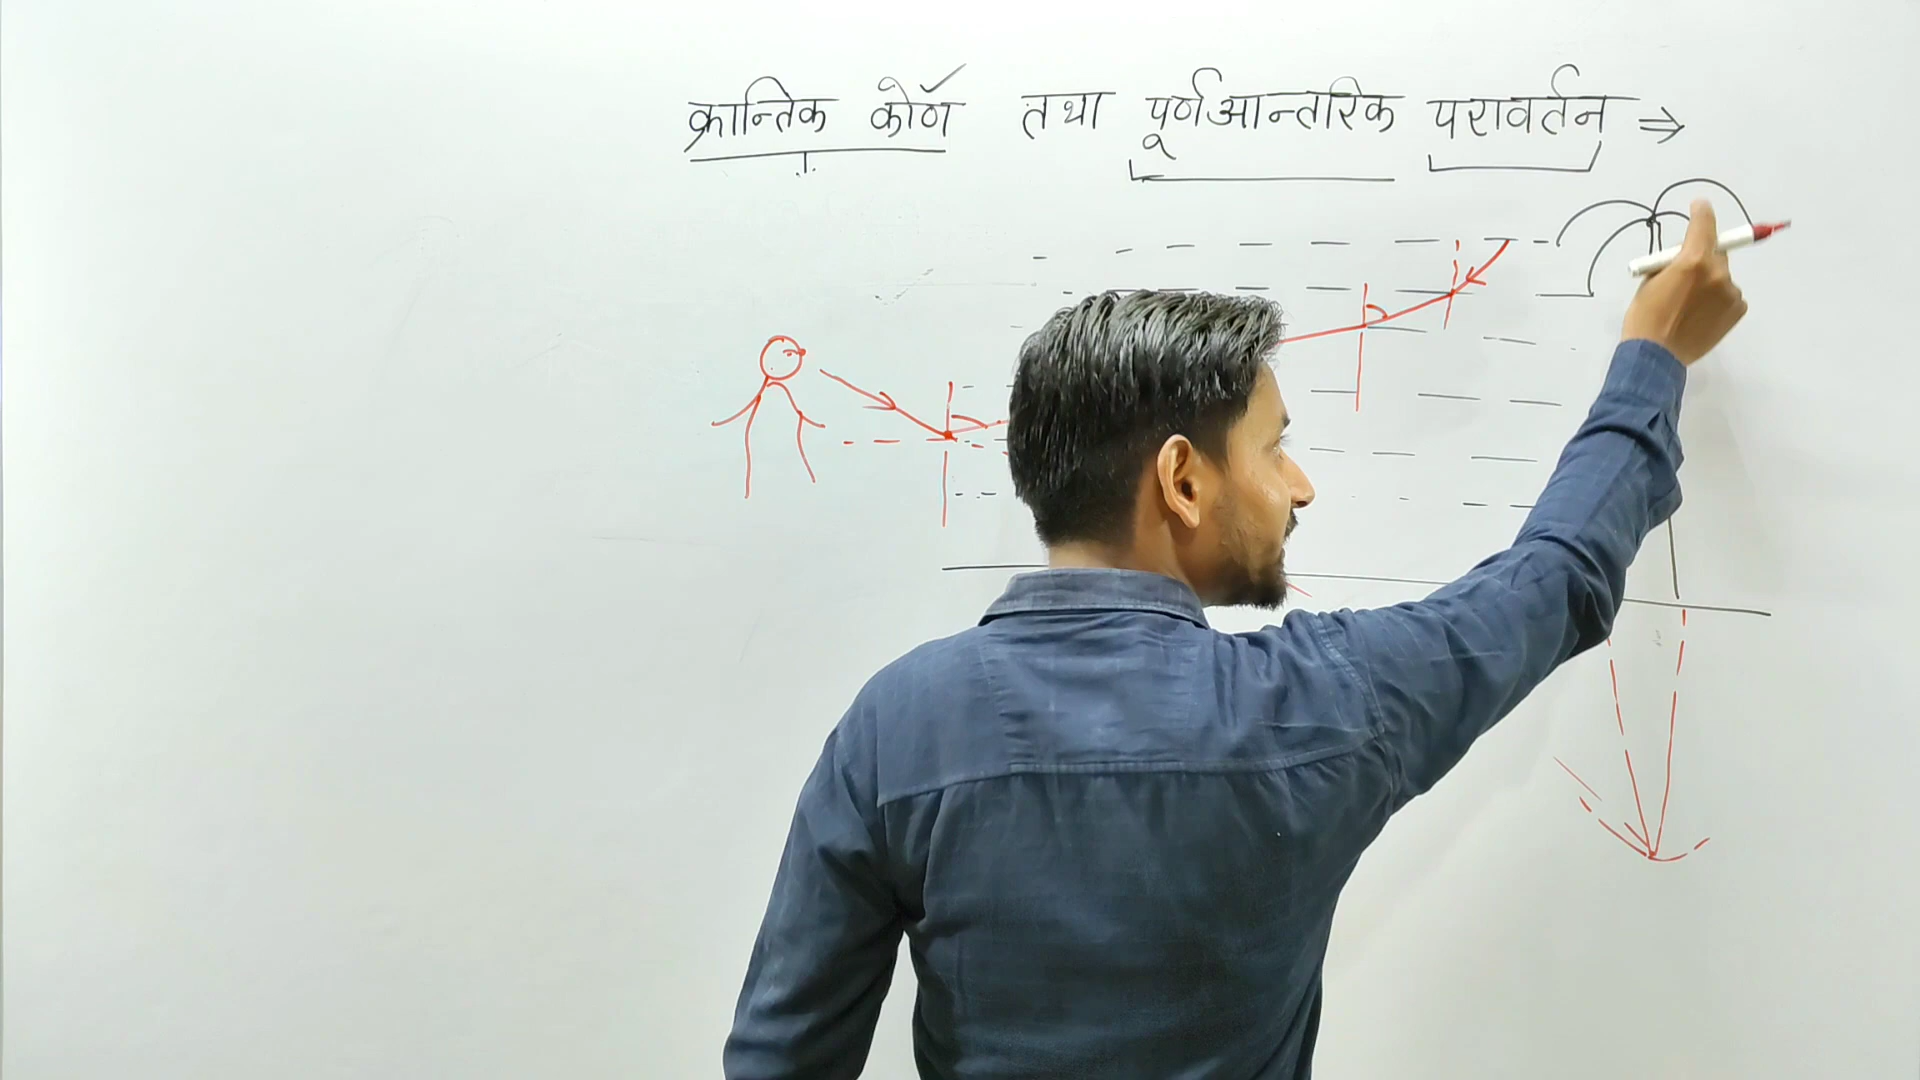 क्रान्तिक कोण तथा पूर्णआन्तरिक परावर्तन ⇒